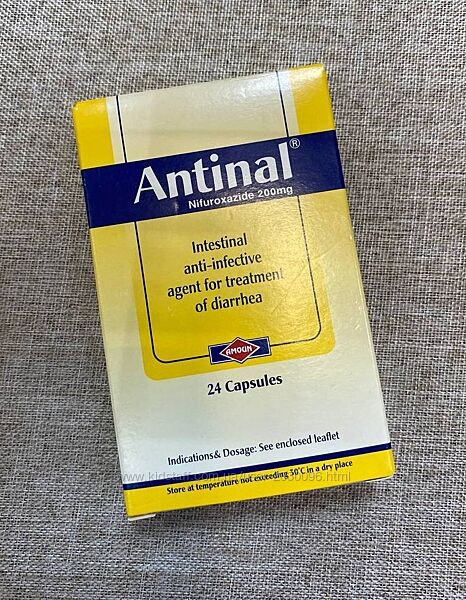 Antinal®
Nifuroxazide 200mg
Intestinal
anti-infective
agent for treatment
of diarrhea
AMOUN
24 Capsules
Indications& Dosage: See enclosed leaflet
Store at temperature not exceeding 30°C in a dry place